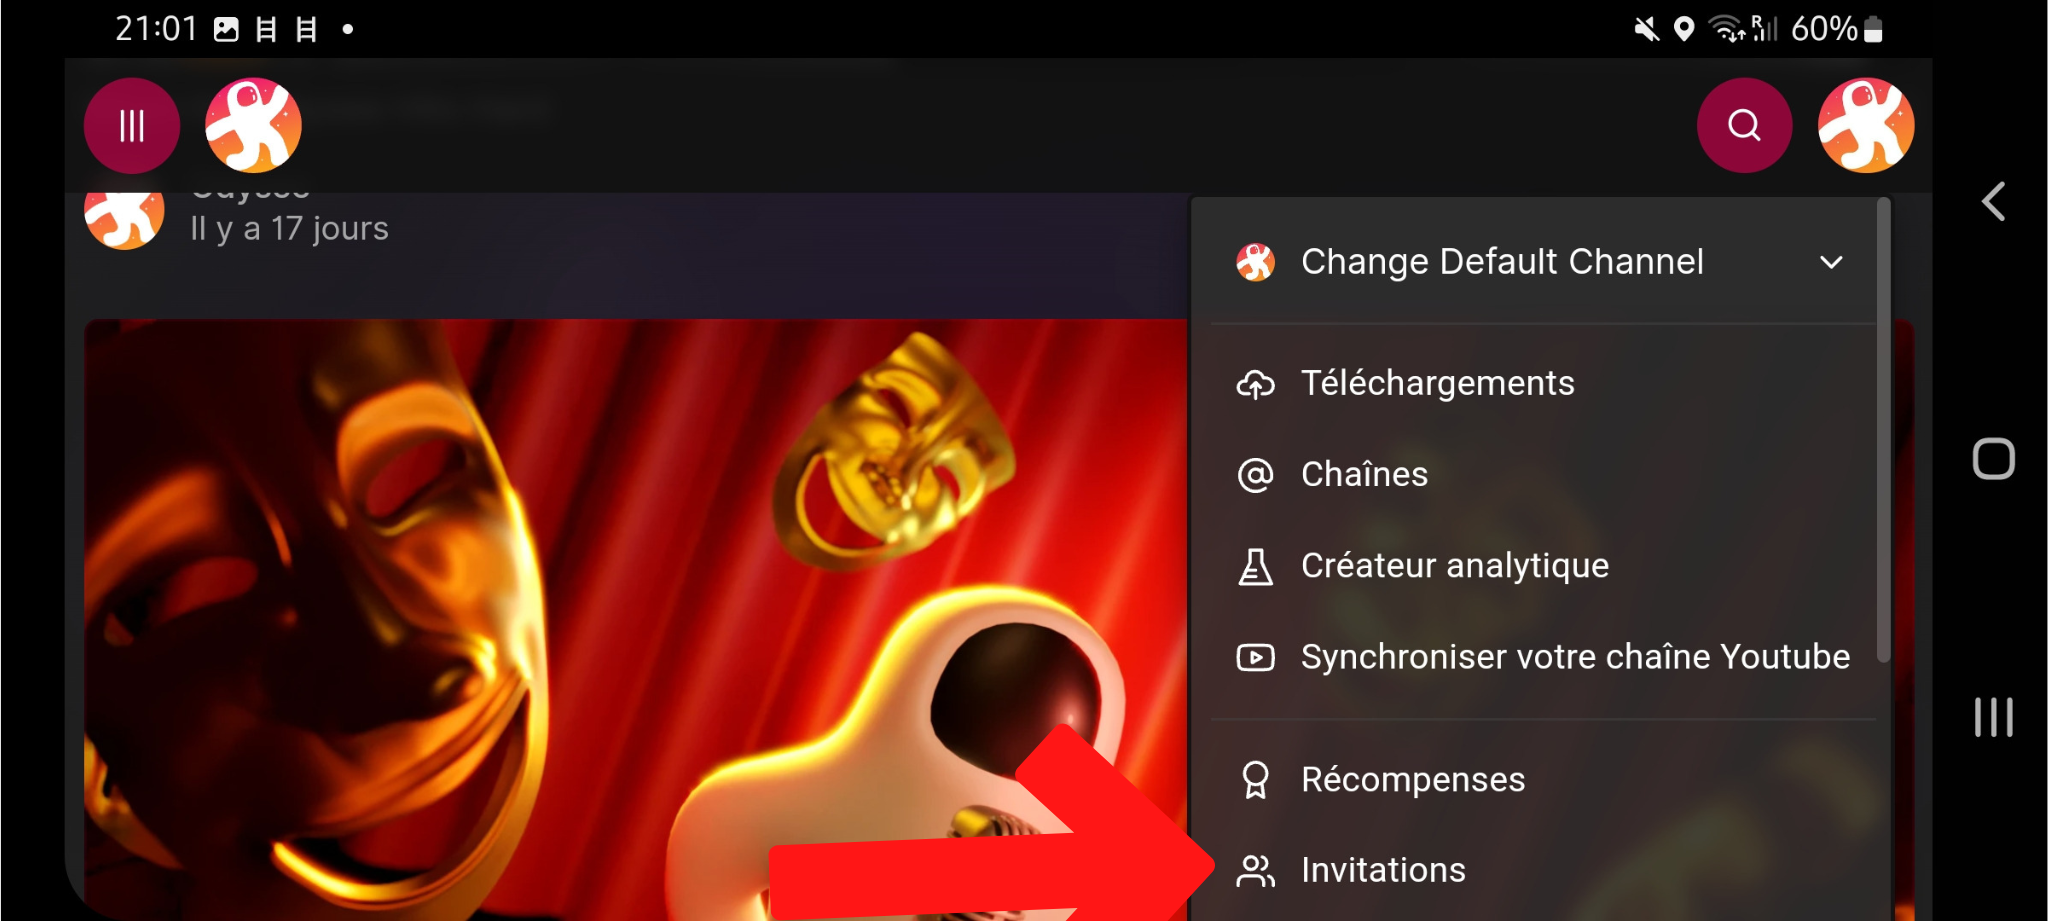 21:01
R
60%
Il y a 17 jours
Change Default Channel
Téléchargements
Chaînes
Créateur analytique
Synchroniser votre chaîne Youtube
Récompenses
Invitations